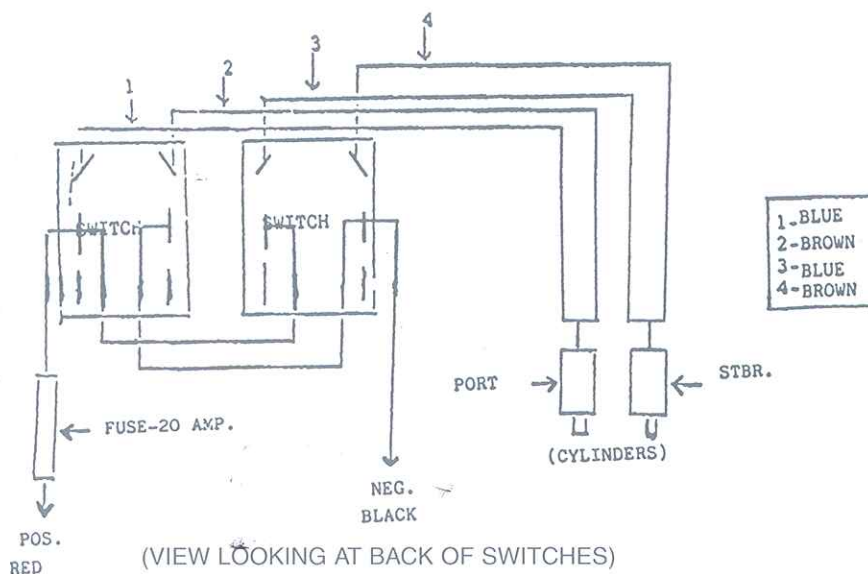 4
3
2
1
SWITCH
SWITCH
1-BLUE
2-BROWN
3-BLUE
4-BROWN
PORT
STBR.
FUSE-20 AMP.
(CYLINDERS)
NEG.
BLACK
POS.
RED
(VIEW LOOKING AT BACK OF SWITCHES)